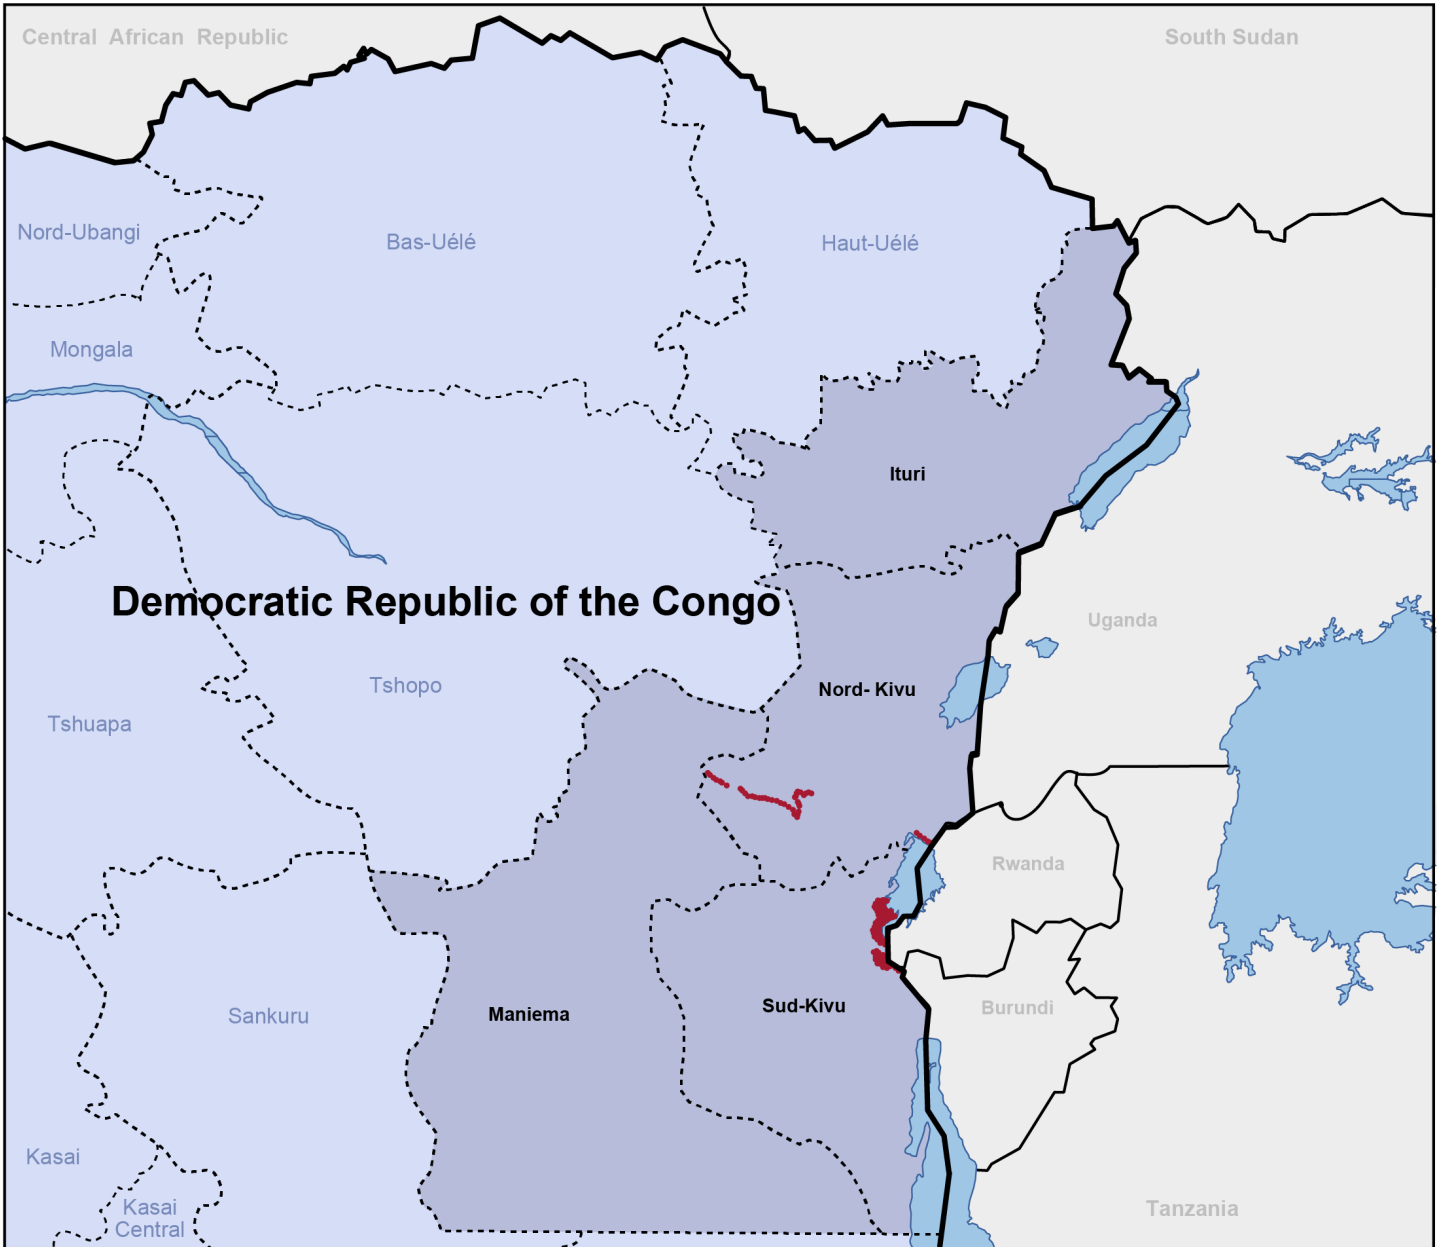 Central African Republic
South Sudan
Nord-Ubangi
Bas-Uélé
Haut-Uélé
Mongala
Ituri
Democratic Republic of the Congo
Uganda
Tshopo
Nord- Kivu
Tshuapa
Rwanda
Sankuru
Maniema
Sud-Kivu
Burundi
Kasai
Kasai
Central
Tanzania